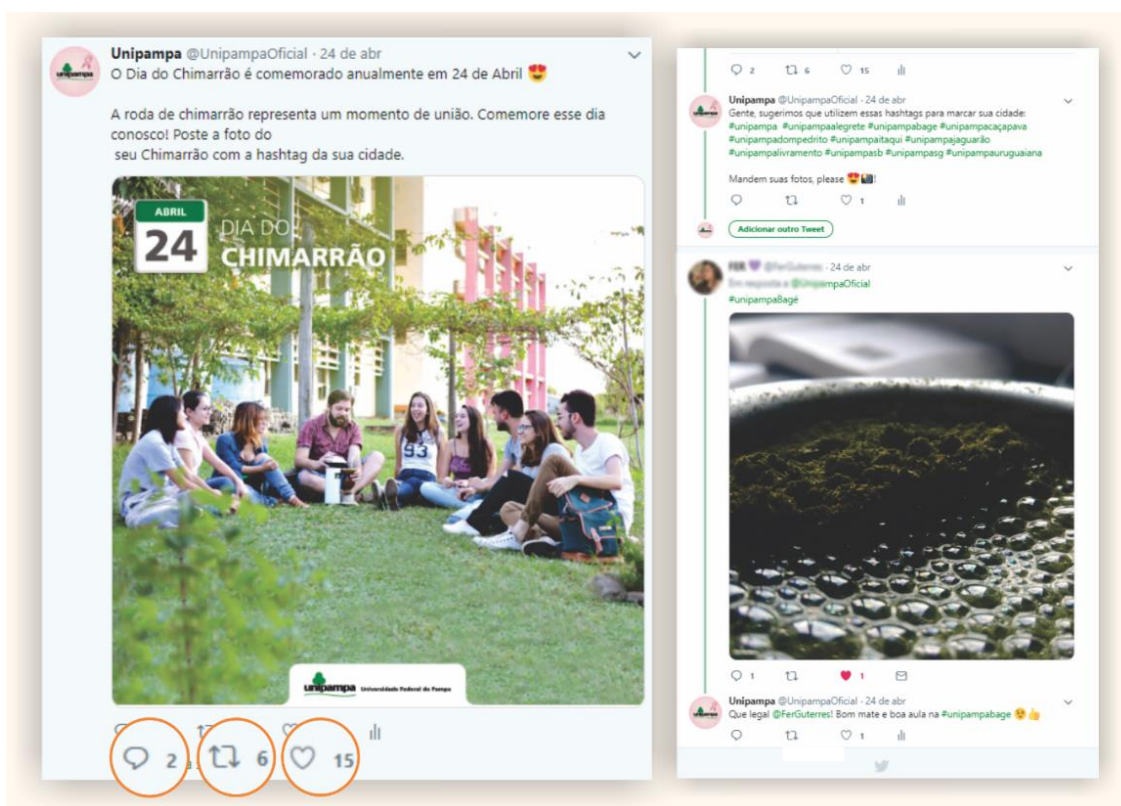 Unipampa @UnipampaOficial · 24 de abr
O Dia do Chimarrão é comemorado anualmente em 24 de Abril 😍
A roda de chimarrão representa um momento de união. Comemore esse dia
conosco! Poste a foto do
seu Chimarrão com a hashtag da sua cidade.
ABRIL
24
DIA DO
CHIMARRÃO
93
unipampa Universidade Federal do Pampa
2 6 15
2 6 15
Unipampa @UnipampaOficial · 24 de abr
Gente, sugerimos que utilizem essas hashtags para marcar sua cidade:
#unipampa #unipampaalegrete #unipampabage #unipampacaçapava
#unipampadompedrito #unipampaitaqui #unipampajaguarão
#unipampalivramento #unipampasb #unipampasg #unipampauruguaiana
Mandem suas fotos, please 😍📸!
1
Adicionar outro Tweet
FER 💜 @FerGuterres · 24 de abr
Em resposta a @UnipampaOficial
#unipampaBagé
1 1
Unipampa @UnipampaOficial · 24 de abr
Que legal @FerGuterres! Bom mate e boa aula na #unipampabage 😉👍
1